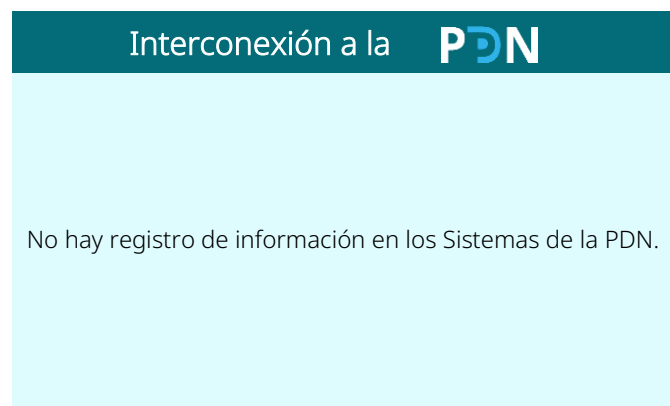 Interconexión a la PDN
No hay registro de información en los Sistemas de la PDN.